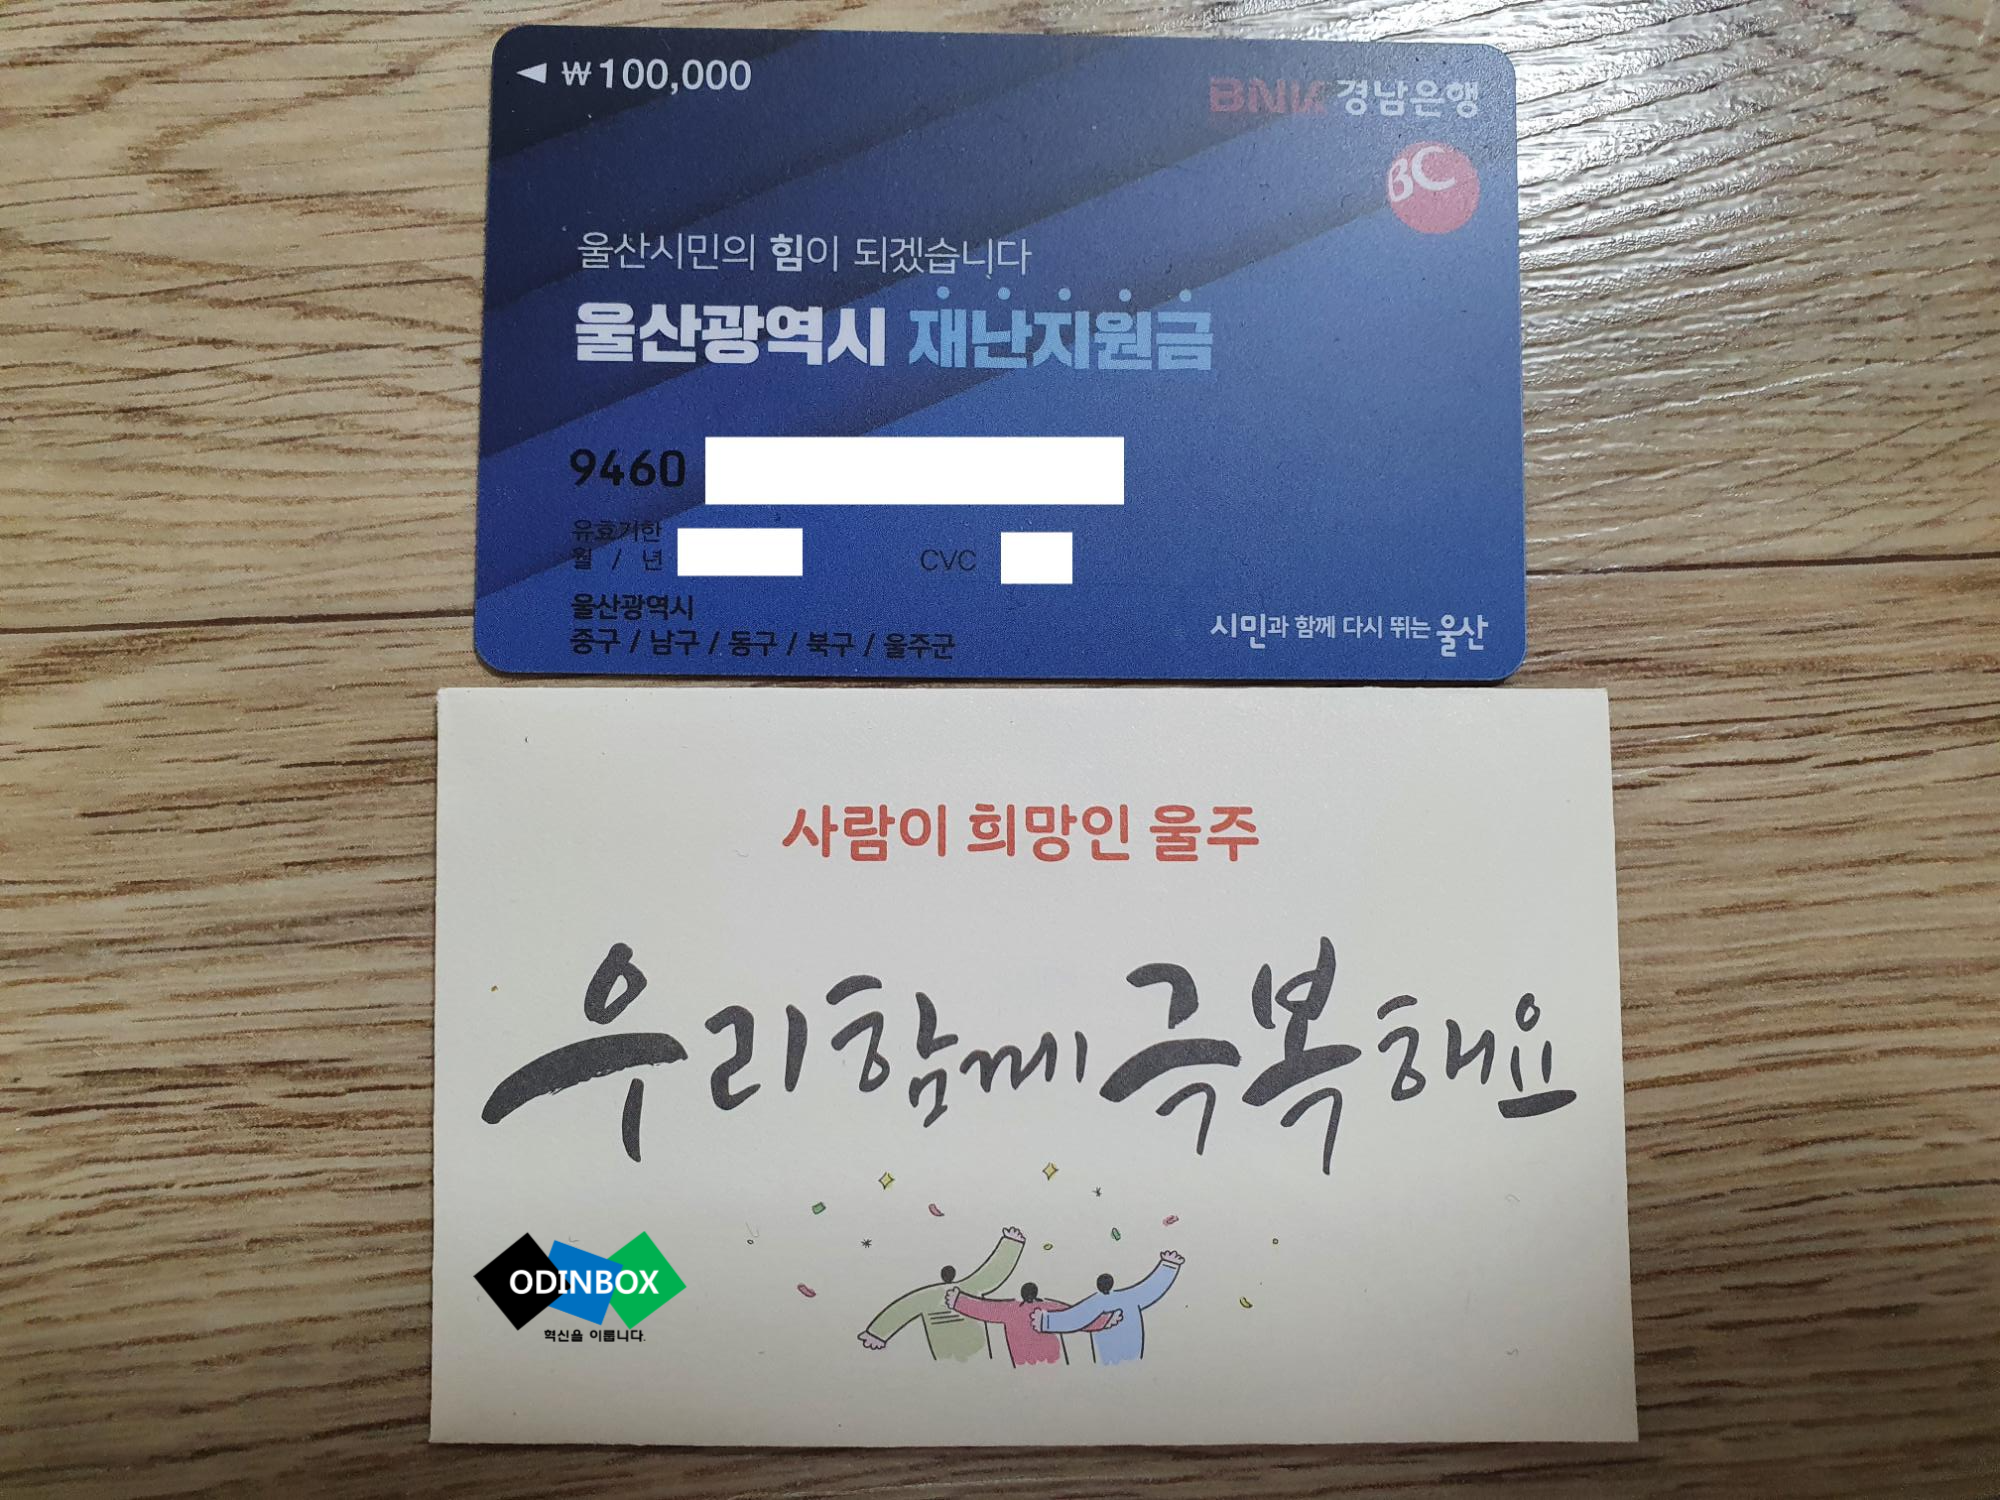 ₩100,000
BNK 경남은행
BC
울산시민의 힘이 되겠습니다
울산광역시 재난지원금
9460
유효기한
월 / 년
CVC
울산광역시
중구 / 남구 / 동구 / 북구 / 울주군
시민과 함께 다시 뛰는 울산
사람이 희망인 울주
우리함께극복해요
ODINBOX
혁신을 이룹니다.